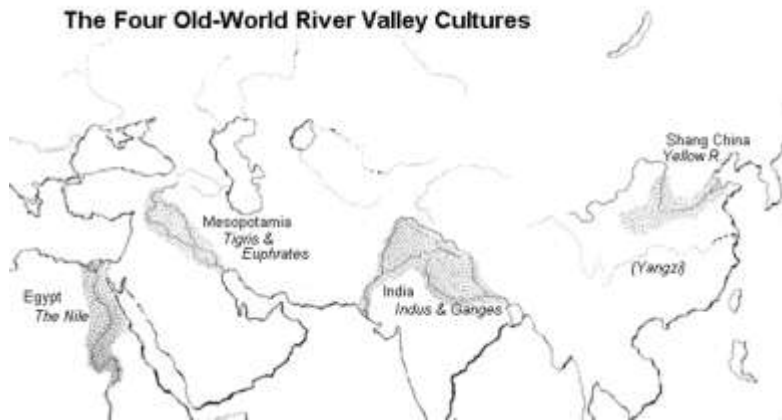 The Four Old-World River Valley Cultures
Shang China
Yellow R.
Mesopotamia
Tigris &
Euphrates
(Yangzi)
Egypt
The Nile
India
Indus & Ganges